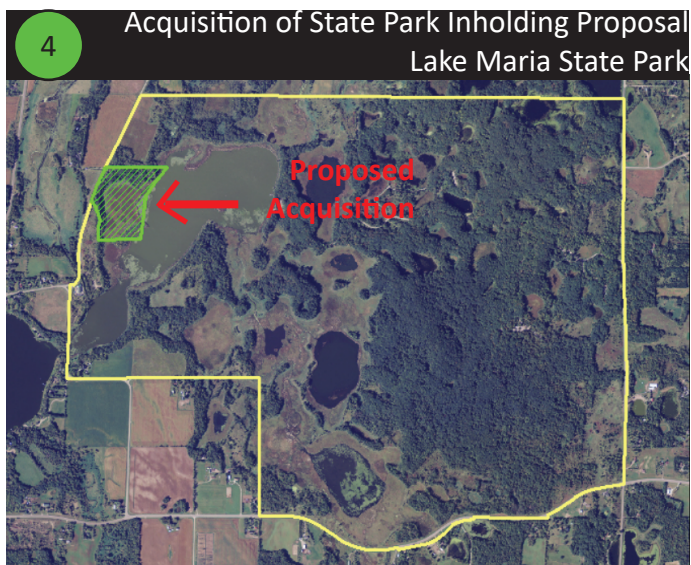 4
Acquisition of State Park Inholding Proposal
Lake Maria State Park
Proposed
Acquisition